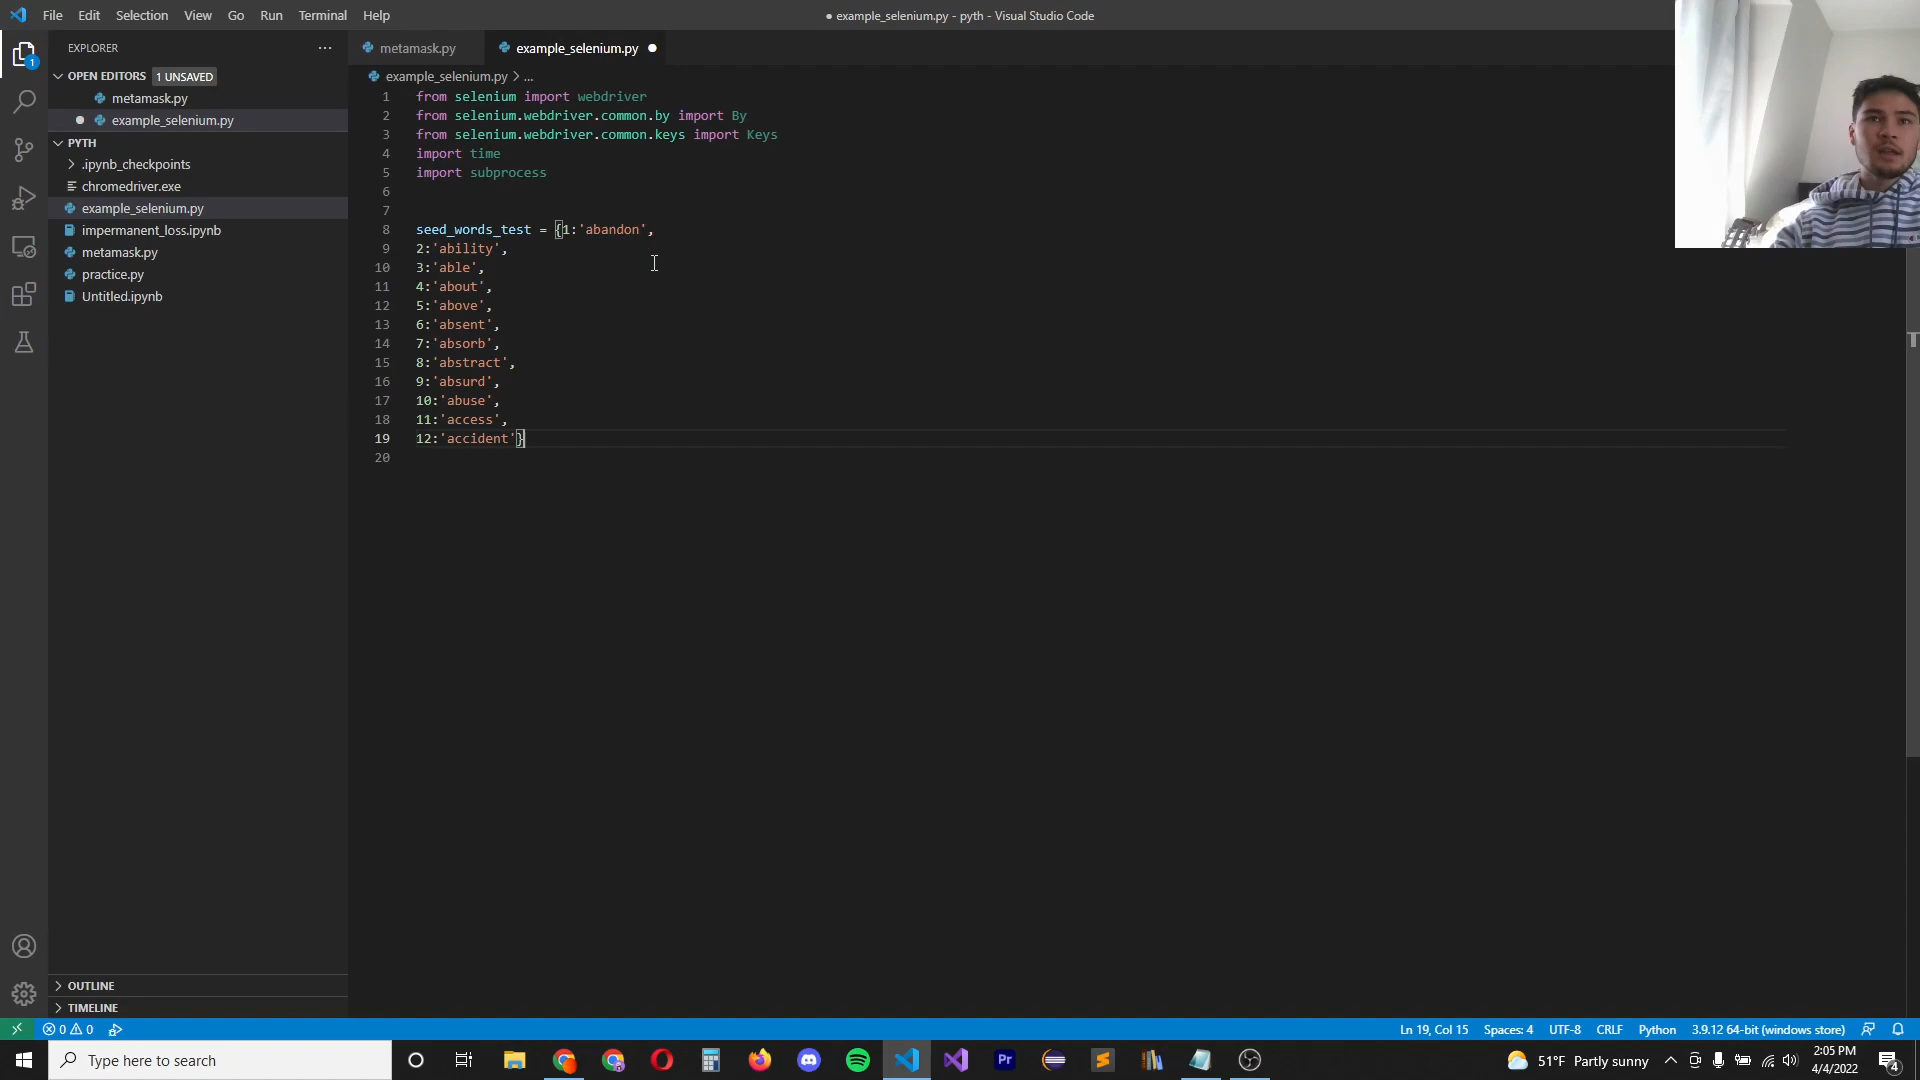 File Edit Selection View Go Run Terminal Help
● example_selenium.py - pyth - Visual Studio Code
EXPLORER ...
OPEN EDITORS 1 UNSAVED
metamask.py
example_selenium.py
PYTH
.ipynb_checkpoints
chromedriver.exe
example_selenium.py
impermanent_loss.ipynb
metamask.py
practice.py
Untitled.ipynb
OUTLINE
TIMELINE
1
metamask.py example_selenium.py
example_selenium.py > ...
1 from selenium import webdriver
2 from selenium.webdriver.common.by import By
3 from selenium.webdriver.common.keys import Keys
4 import time
5 import subprocess
6
7
8 seed_words_test = {1:'abandon',
9 2:'ability',
10 3:'able',
11 4:'about',
12 5:'above',
13 6:'absent',
14 7:'absorb',
15 8:'abstract',
16 9:'absurd',
17 10:'abuse',
18 11:'access',
19 12:'accident'}
20
0 0 Ln 19, Col 15 Spaces: 4 UTF-8 CRLF Python 3.9.12 64-bit (windows store)
Type here to search
Pr
51°F Partly sunny
2:05 PM
4/4/2022
4